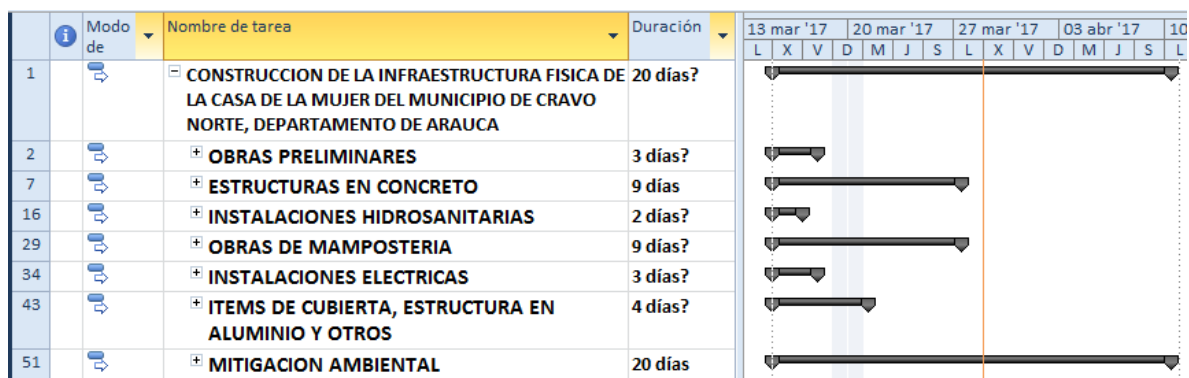 Modo de Nombre de tarea Duración 13 mar '17 20 mar '17 27 mar '17 03 abr '17 10
L X V D M J S L X V D M J S L
1 CONSTRUCCION DE LA INFRAESTRUCTURA FISICA DE 20 días?
LA CASA DE LA MUJER DEL MUNICIPIO DE CRAVO
NORTE, DEPARTAMENTO DE ARAUCA
2 OBRAS PRELIMINARES 3 días?
7 ESTRUCTURAS EN CONCRETO 9 días
16 INSTALACIONES HIDROSANITARIAS 2 días?
29 OBRAS DE MAMPOSTERIA 9 días?
34 INSTALACIONES ELECTRICAS 3 días?
43 ITEMS DE CUBIERTA, ESTRUCTURA EN 4 días?
ALUMINIO Y OTROS
51 MITIGACION AMBIENTAL 20 días